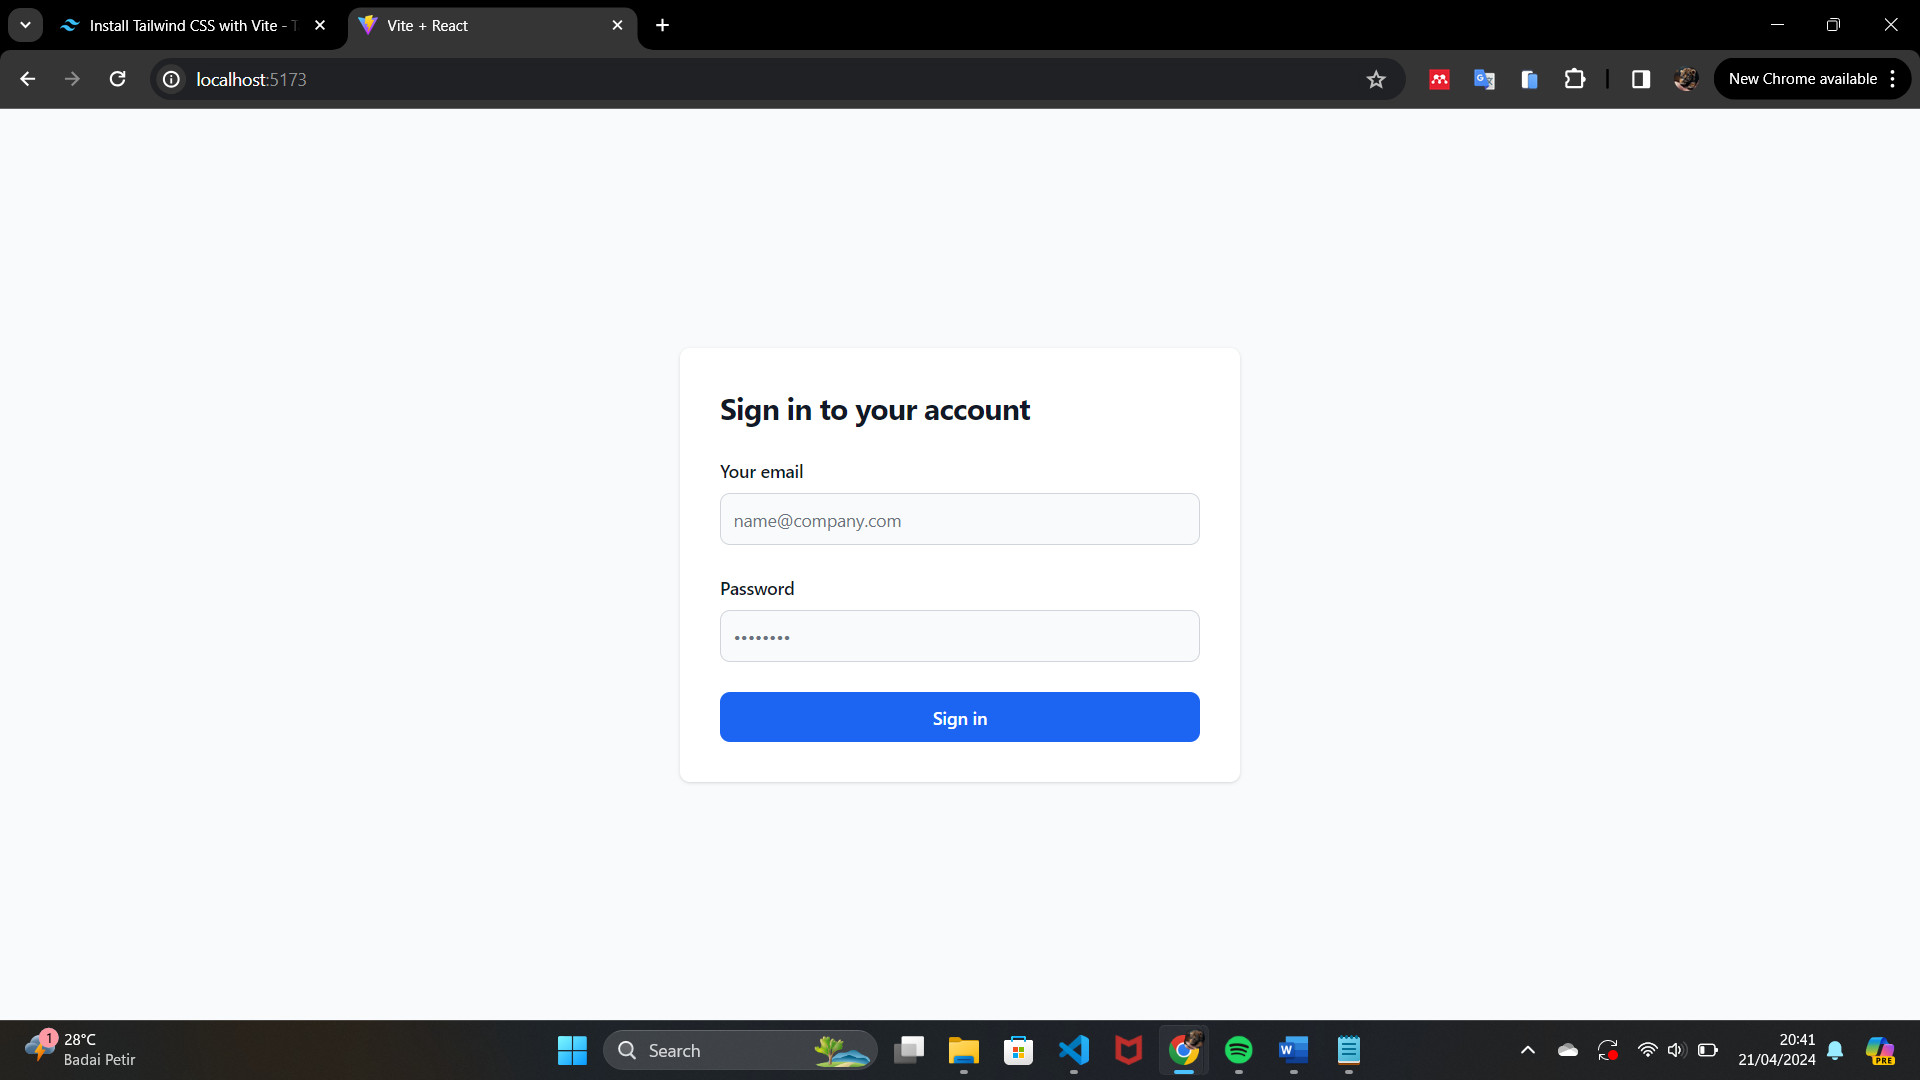 Install Tailwind CSS with Vite -
Vite + React
localhost:5173
New Chrome available
Sign in to your account
Your email
name@company.com
Password
••••••••
Sign in
1
28°C
Badai Petir
Search
20:41
21/04/2024
PRE